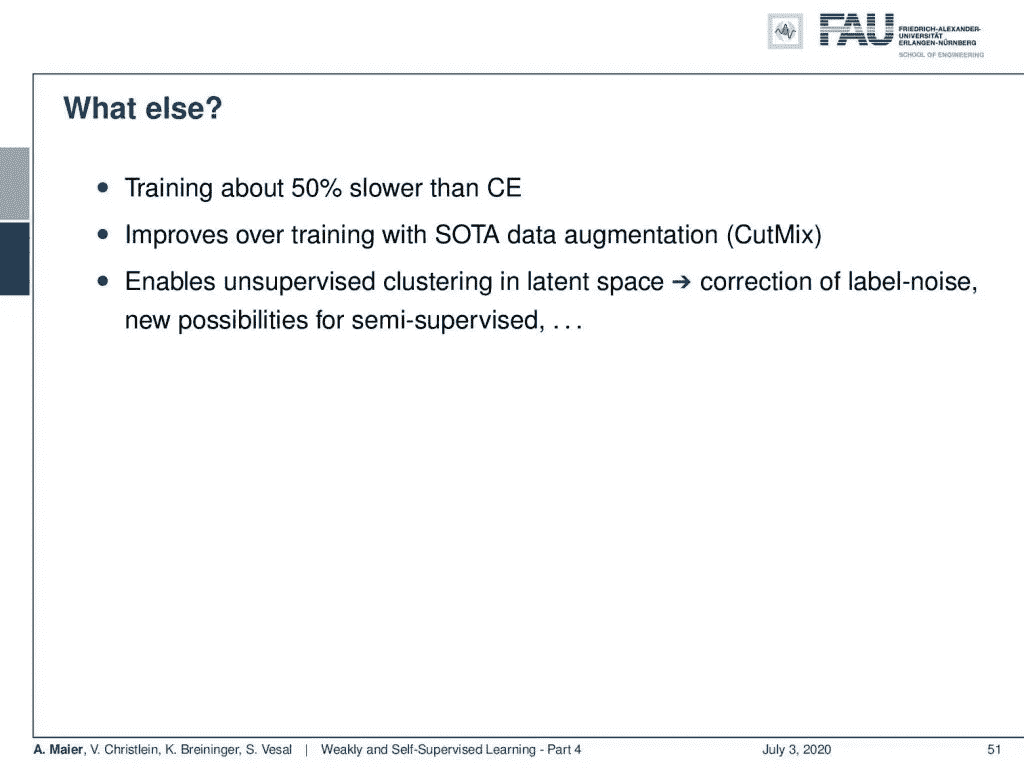 FAU
FRIEDRICH-ALEXANDER-
UNIVERSITÄT
ERLANGEN-NÜRNBERG
SCHOOL OF ENGINEERING
What else?
• Training about 50% slower than CE
• Improves over training with SOTA data augmentation (CutMix)
• Enables unsupervised clustering in latent space ➔ correction of label-noise,
new possibilities for semi-supervised, . . .
A. Maier, V. Christlein, K. Breininger, S. Vesal | Weakly and Self-Supervised Learning - Part 4 July 3, 2020 51